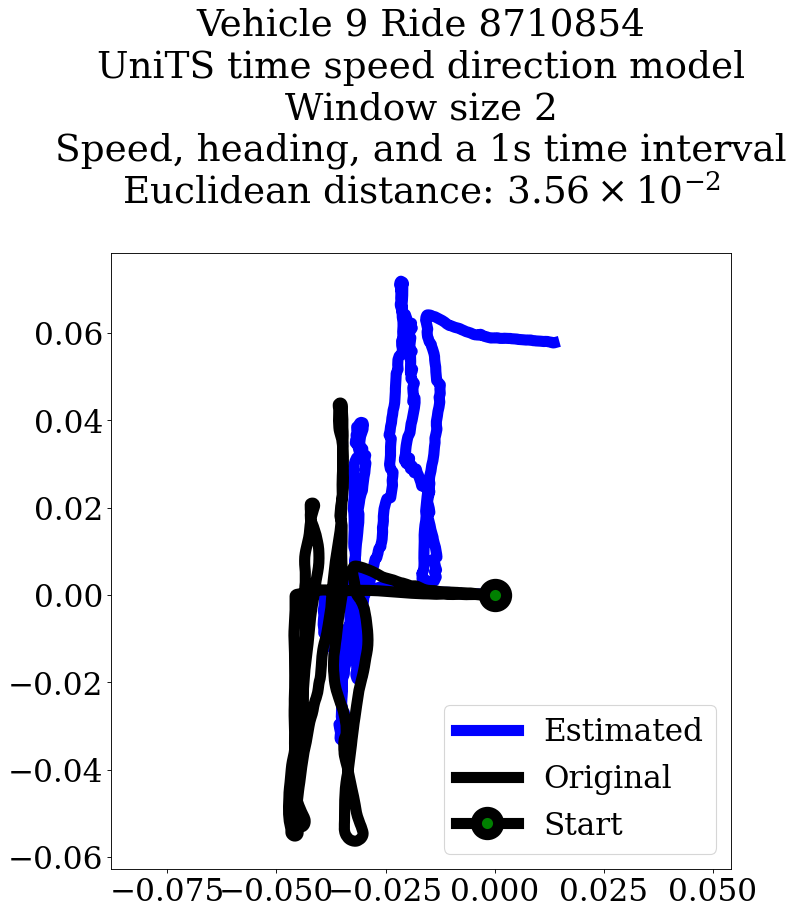 Vehicle 9 Ride 8710854
UniTS time speed direction model
Window size 2
Speed, heading, and a 1s time interval
Euclidean distance: 3.56 × 10⁻²
0.06
0.04
0.02
0.00
−0.02
−0.04
−0.06
Estimated
Original
Start
−0.075 −0.050 −0.025 0.000 0.025 0.050